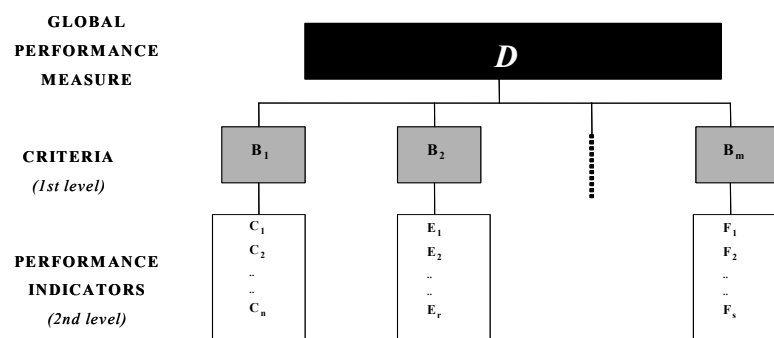 GLOBAL
PERFORMANCE
MEASURE
D
CRITERIA
(1st level)
B1
B2
Bm
PERFORMANCE
INDICATORS
(2nd level)
C1
C2
..
..
Cn
E1
E2
..
..
Er
F1
F2
..
..
Fs